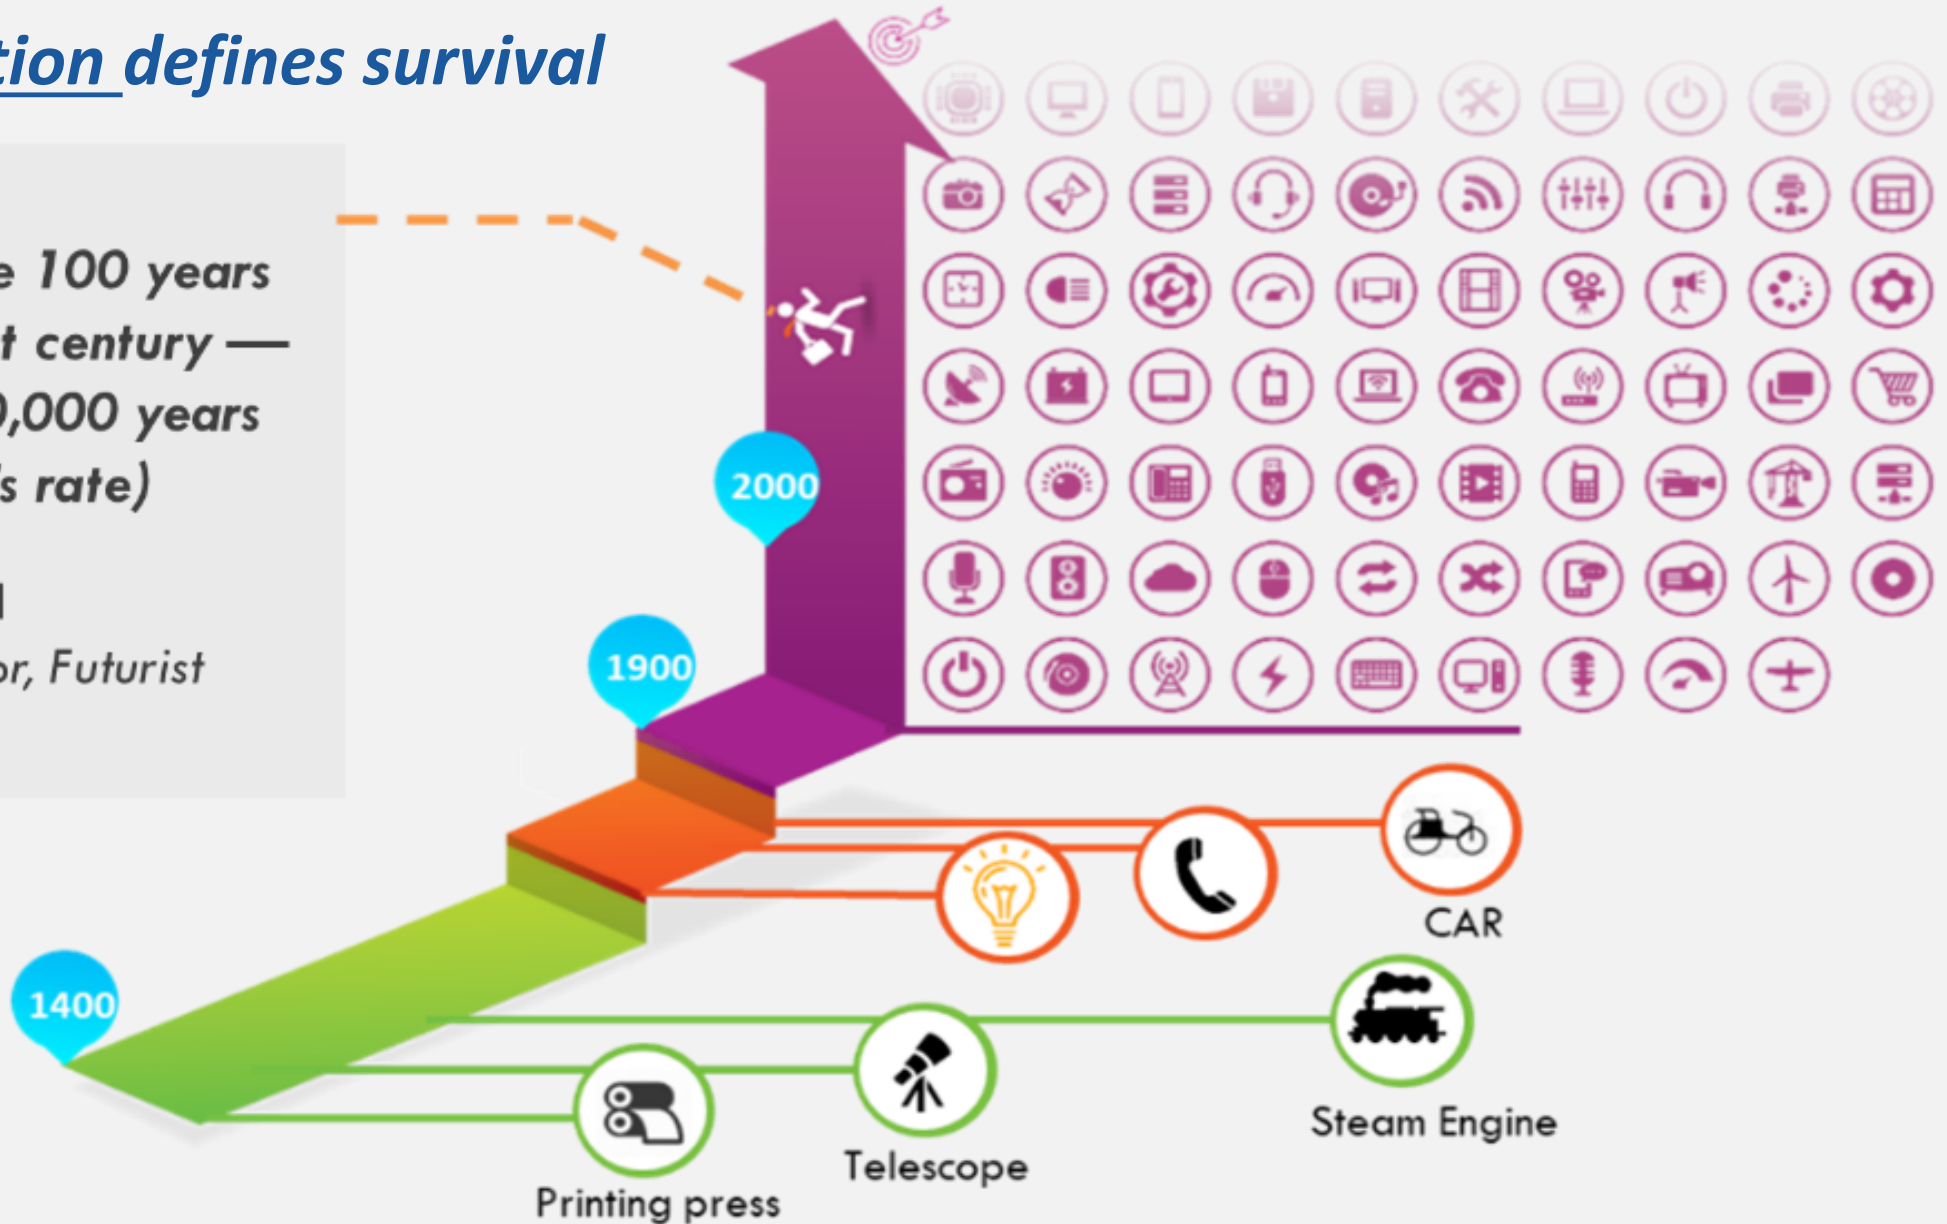 tion defines survival
e 100 years
t century —
0,000 years
s rate)
or, Futurist
2000
1900
1400
CAR
Steam Engine
Telescope
Printing press